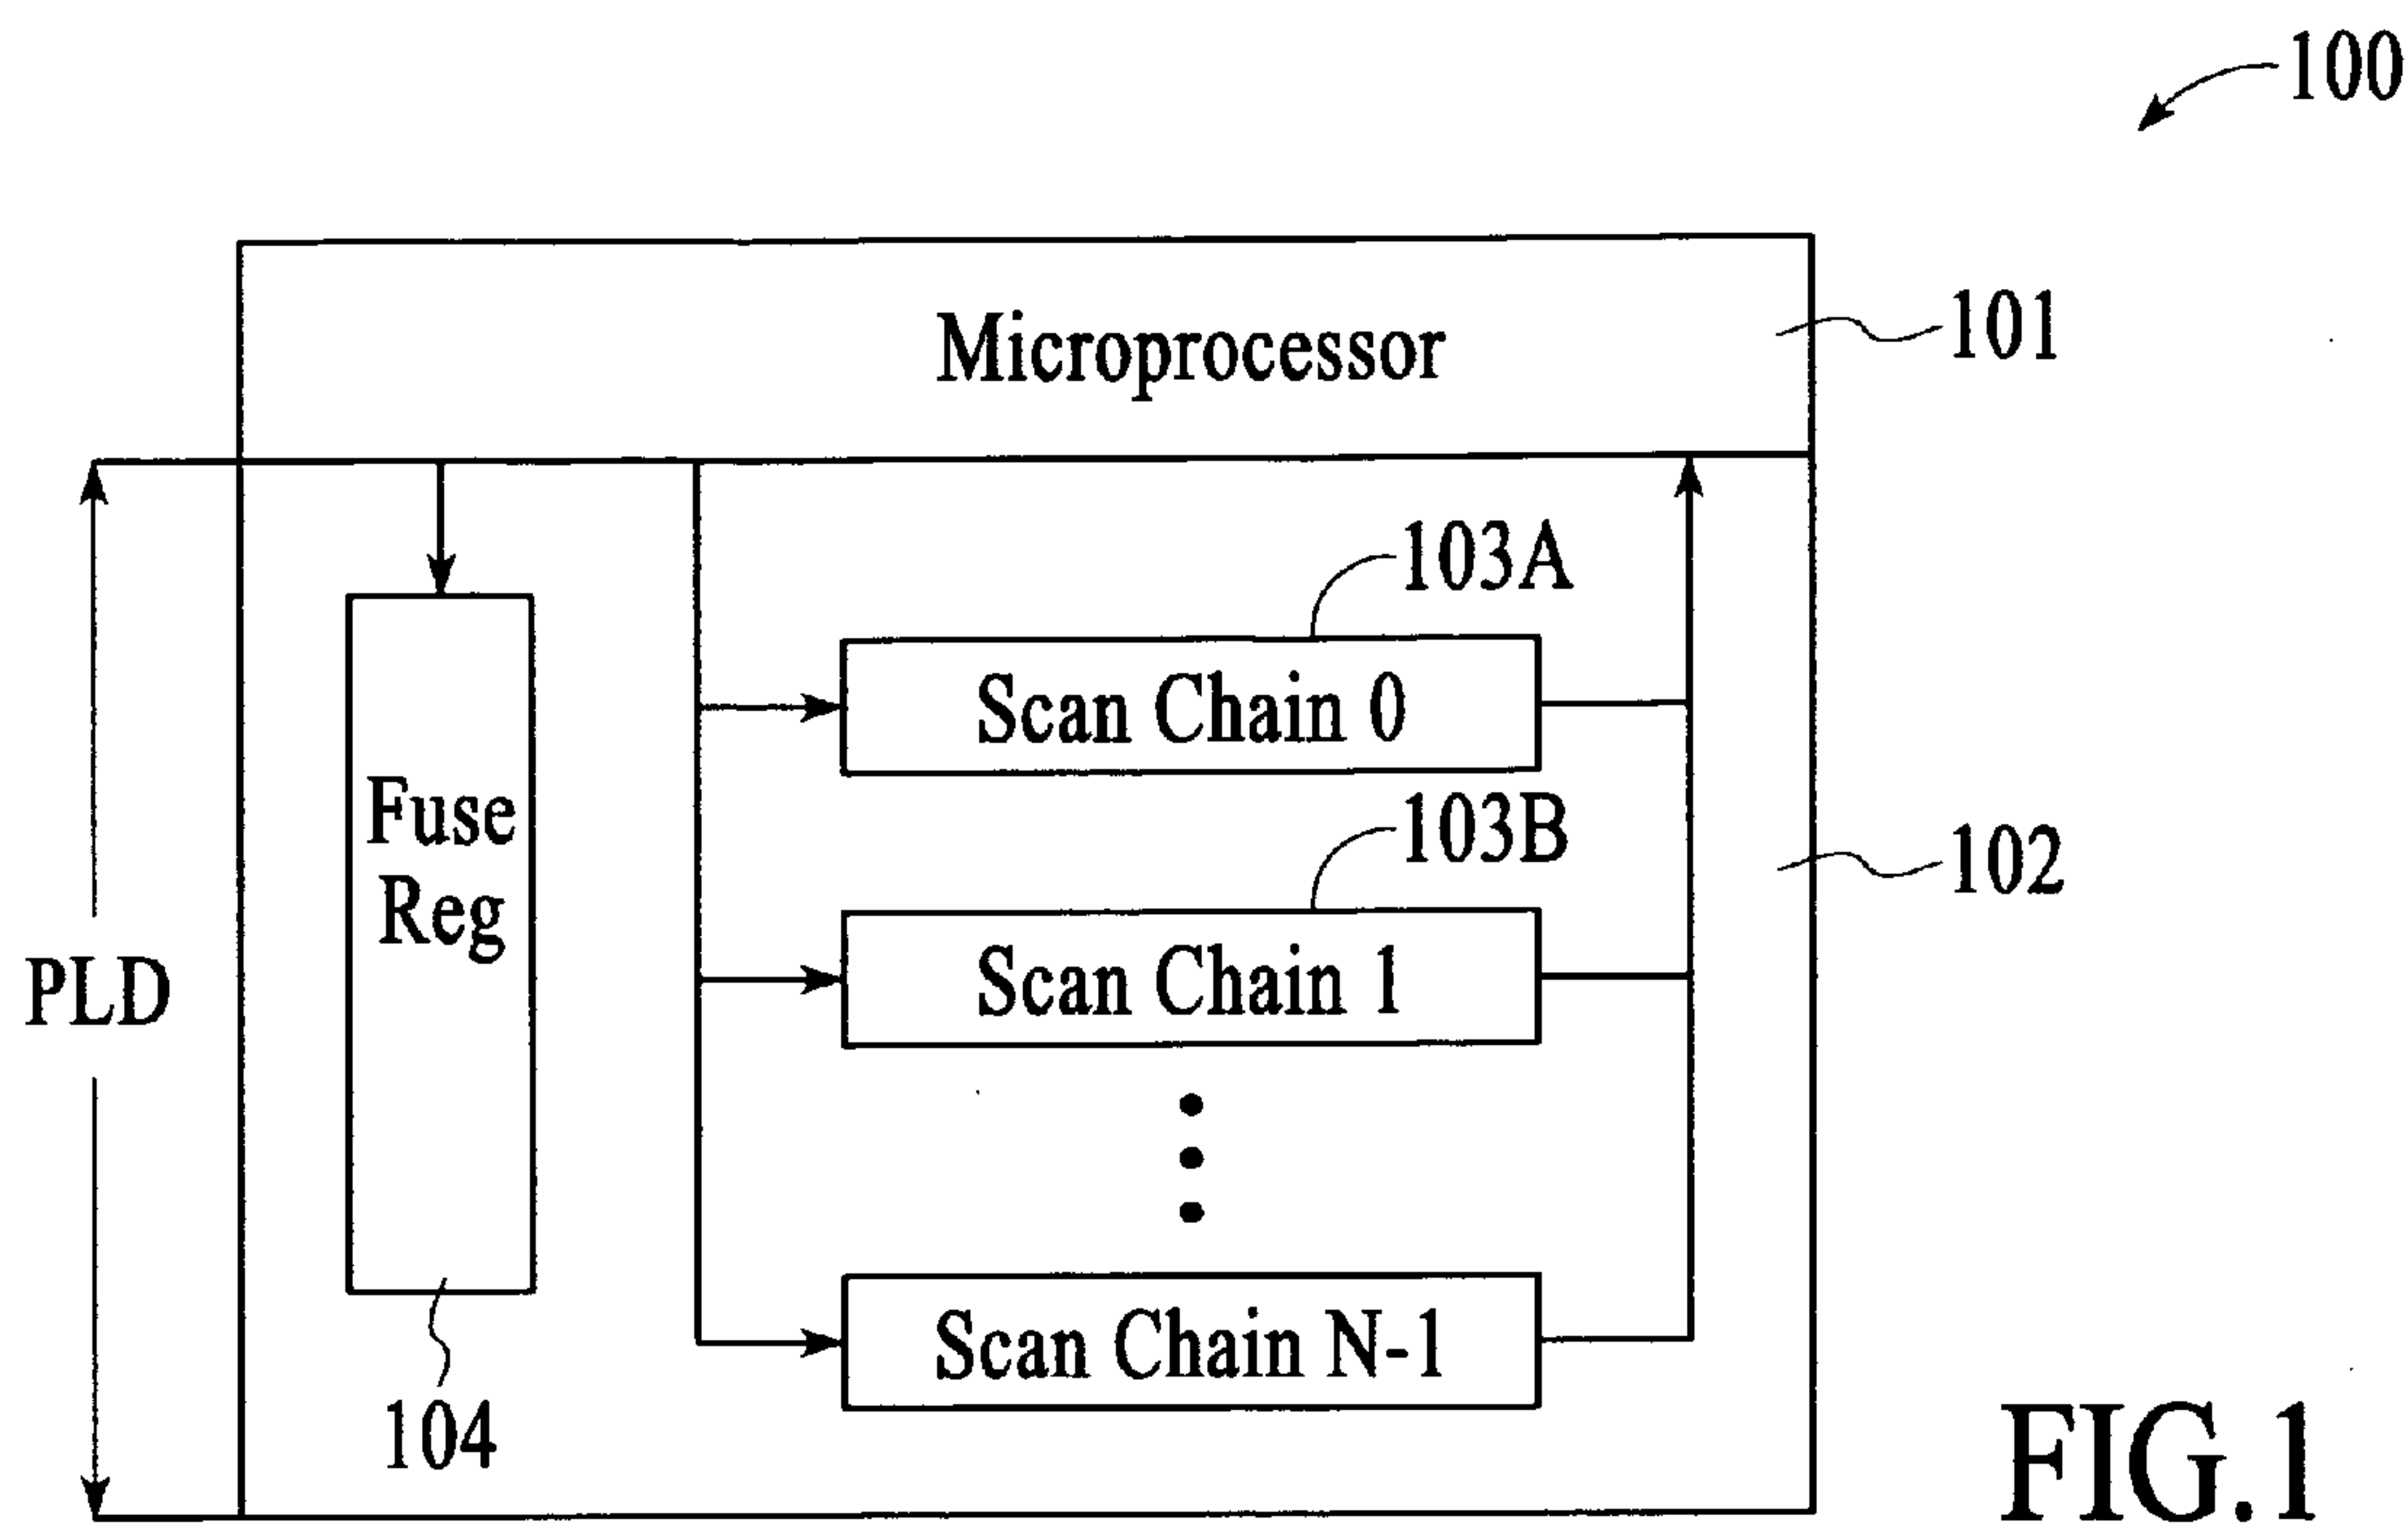 100
Microprocessor
101
103A
Scan Chain 0
Fuse
Reg
103B
102
PLD
Scan Chain 1
Scan Chain N-1
104
FIG.1